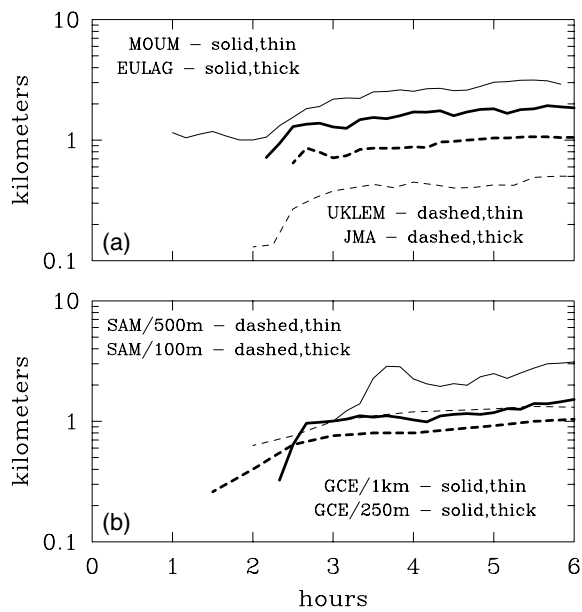 10
MOUM – solid,thin
EULAG – solid,thick
kilometers
1
UKLEM – dashed,thin
(a)
JMA – dashed,thick
0.1
10
SAM/500m – dashed,thin
SAM/100m – dashed,thick
kilometers
1
GCE/1km – solid,thin
GCE/250m – solid,thick
(b)
0.1
0 1 2 3 4 5 6
hours